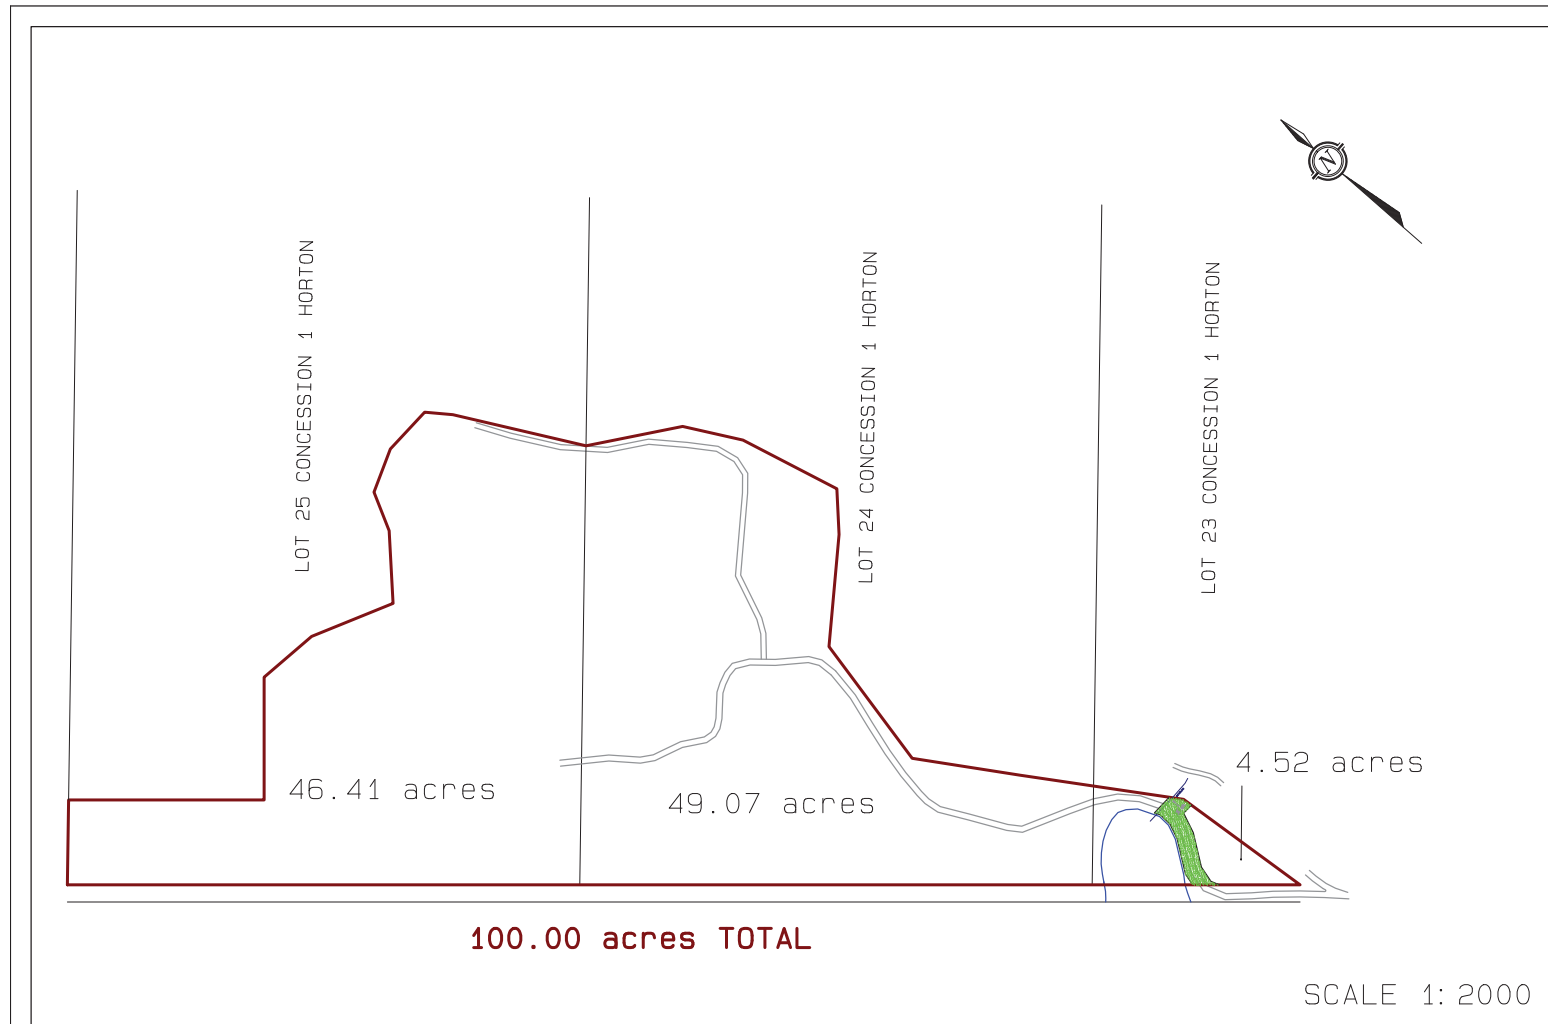 N
LOT 25 CONCESSION 1 HORTON
LOT 24 CONCESSION 1 HORTON
LOT 23 CONCESSION 1 HORTON
4.52 acres
46.41 acres
49.07 acres
100.00 acres TOTAL
SCALE 1:2000